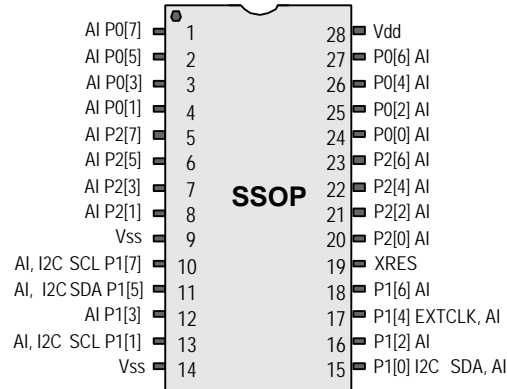 AI P0[7] 1 28 Vdd
AI P0[5] 2 27 P0[6] AI
AI P0[3] 3 26 P0[4] AI
AI P0[1] 4 25 P0[2] AI
AI P2[7] 5 24 P0[0] AI
AI P2[5] 6 23 P2[6] AI
AI P2[3] 7 SSOP 22 P2[4] AI
AI P2[1] 8 21 P2[2] AI
Vss 9 20 P2[0] AI
AI, I2C SCL P1[7] 10 19 XRES
AI, I2C SDA P1[5] 11 18 P1[6] AI
AI P1[3] 12 17 P1[4] EXTCLK, AI
AI, I2C SCL P1[1] 13 16 P1[2] AI
Vss 14 15 P1[0] I2C SDA, AI